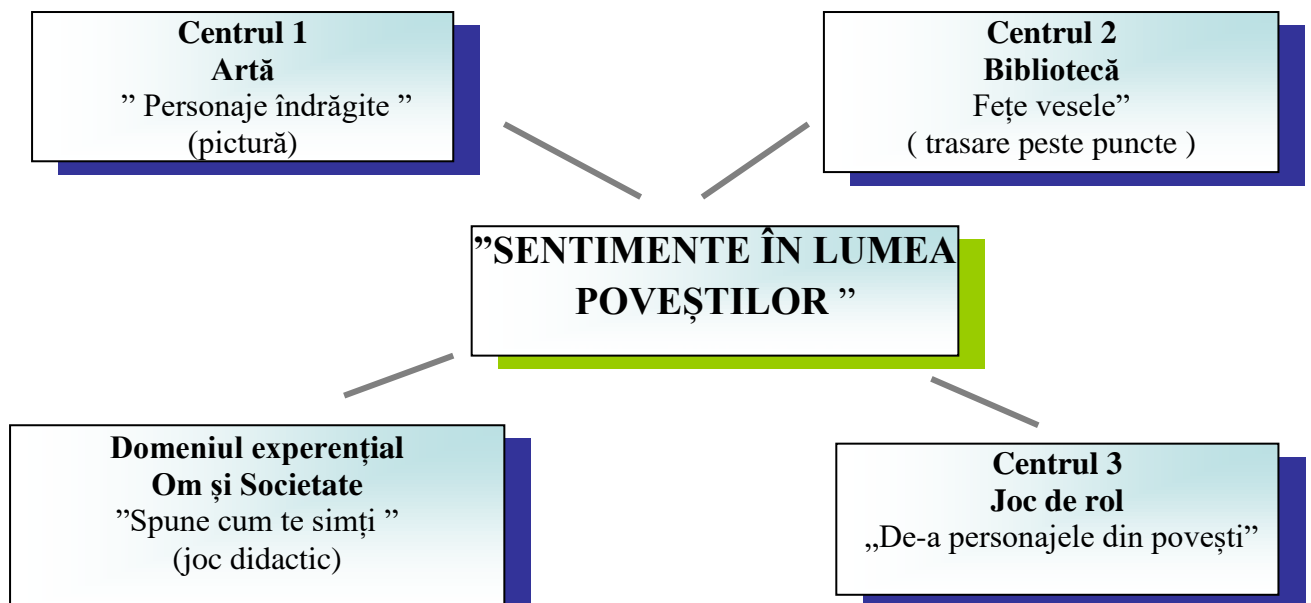 Centrul 1
Artă
” Personaje îndrăgite ”
(pictură)
Centrul 2
Bibliotecă
Fețe vesele”
( trasare peste puncte )
”SENTIMENTE ÎN LUMEA
POVEȘTILOR ”
Domeniul experențial
Om și Societate
”Spune cum te simți ”
(joc didactic)
Centrul 3
Joc de rol
„De-a personajele din povești”